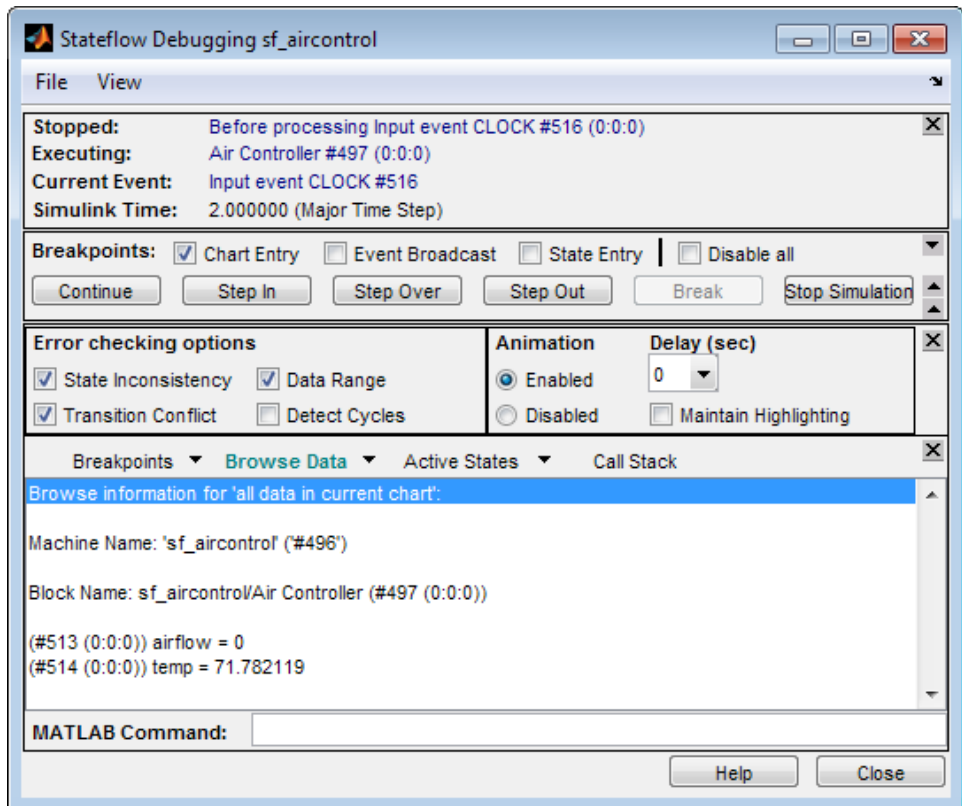 Stateflow Debugging sf_aircontrol
File View
Stopped: Before processing Input event CLOCK #516 (0:0:0)
Executing: Air Controller #497 (0:0:0)
Current Event: Input event CLOCK #516
Simulink Time: 2.000000 (Major Time Step)
Breakpoints: Chart Entry Event Broadcast State Entry Disable all
Continue Step In Step Over Step Out Break Stop Simulation
Error checking options Animation Delay (sec)
State Inconsistency Data Range Enabled 0
Transition Conflict Detect Cycles Disabled Maintain Highlighting
Breakpoints Browse Data Active States Call Stack
Browse information for 'all data in current chart':
Machine Name: 'sf_aircontrol' ('#496')
Block Name: sf_aircontrol/Air Controller (#497 (0:0:0))
(#513 (0:0:0)) airflow = 0
(#514 (0:0:0)) temp = 71.782119
MATLAB Command:
Help Close